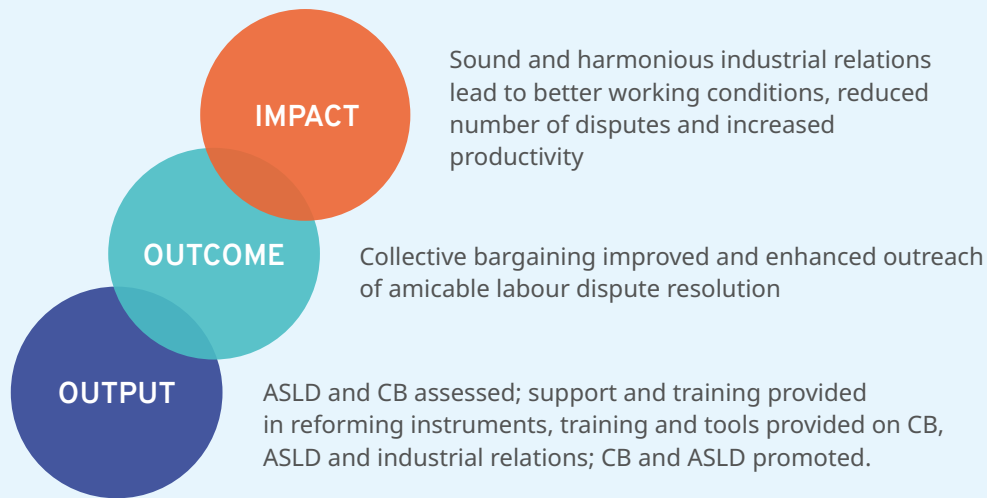 IMPACT
Sound and harmonious industrial relations
lead to better working conditions, reduced
number of disputes and increased
productivity
OUTCOME
Collective bargaining improved and enhanced outreach
of amicable labour dispute resolution
OUTPUT
ASLD and CB assessed; support and training provided
in reforming instruments, training and tools provided on CB,
ASLD and industrial relations; CB and ASLD promoted.